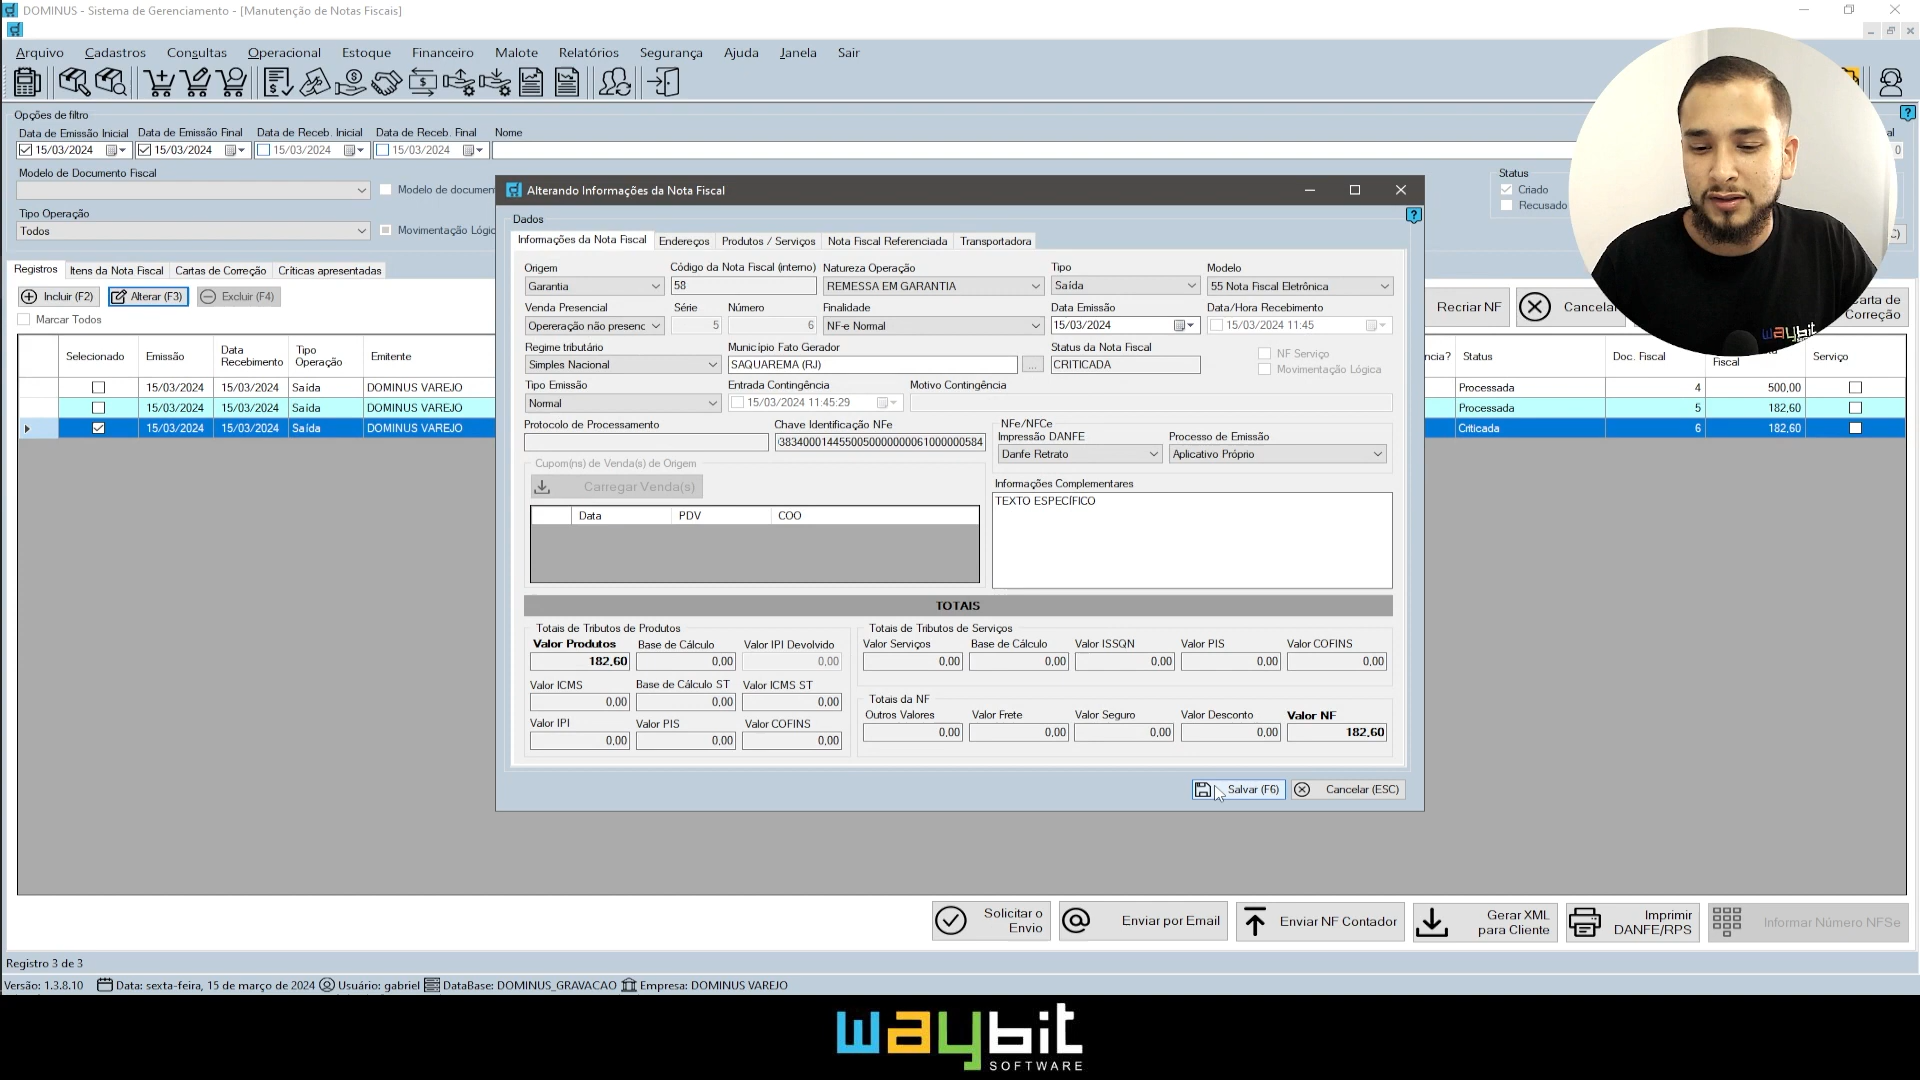 DOMINUS - Sistema de Gerenciamento - [Manutenção de Notas Fiscais]
Arquivo Cadastros Consultas Operacional Estoque Financeiro Malote Relatórios Segurança Ajuda Janela Sair
Opções de filtro
Data de Emissão Inicial Data de Emissão Final Data de Receb. Inicial Data de Receb. Final Nome
15/03/2024 15/03/2024 15/03/2024 15/03/2024
Modelo de Documento Fiscal
Status
Criado
Recusado
Tipo Operação
Todos
Movimentação Lógic
Registros Itens da Nota Fiscal Cartas de Correção Críticas apresentadas
Incluir (F2) Alterar (F3) Excluir (F4)
Recriar NF Cancelar Carta de Correção
Marcar Todos
Selecionado Emissão Data Recebimento Tipo Operação Emitente Status Doc. Fiscal Fiscal Serviço
15/03/2024 15/03/2024 Saída DOMINUS VAREJO Processada 4 500,00
15/03/2024 15/03/2024 Saída DOMINUS VAREJO Processada 5 182,60
15/03/2024 15/03/2024 Saída DOMINUS VAREJO Criticada 6 182,60
Alterando Informações da Nota Fiscal
Dados
Informações da Nota Fiscal Endereços Produtos / Serviços Nota Fiscal Referenciada Transportadora
Origem Código da Nota Fiscal (interno) Natureza Operação Tipo Modelo
Garantia 58 REMESSA EM GARANTIA Saída 55 Nota Fiscal Eletrônica
Venda Presencial Série Número Finalidade Data Emissão Data/Hora Recebimento
Opereração não presenc 5 6 NF-e Normal 15/03/2024 15/03/2024 11:45
Regime tributário Município Fato Gerador Status da Nota Fiscal NF Serviço
Simples Nacional SAQUAREMA (RJ) ... CRITICADA Movimentação Lógica
Tipo Emissão Entrada Contingência Motivo Contingência
Normal 15/03/2024 11:45:29
Protocolo de Processamento Chave Identificação NFe NFe/NFCe
Impressão DANFE Processo de Emissão
Danfe Retrato Aplicativo Próprio
Cupom(ns) de Venda(s) de Origem
Carregar Venda(s)
Data PDV COO
Informações Complementares
TEXTO ESPECÍFICO
TOTAIS
Totais de Tributos de Produtos Totais de Tributos de Serviços
Valor Produtos Base de Cálculo Valor IPI Devolvido Valor Serviços Base de Cálculo Valor ISSQN Valor PIS Valor COFINS
182,60 0,00 0,00 0,00 0,00 0,00 0,00 0,00
Valor ICMS Base de Cálculo ST Valor ICMS ST
0,00 0,00 0,00
Totais da NF
Valor IPI Valor PIS Valor COFINS Outros Valores Valor Frete Valor Seguro Valor Desconto Valor NF
0,00 0,00 0,00 0,00 0,00 0,00 0,00 182,60
Salvar (F6) Cancelar (ESC)
Solicitar o Envio Enviar por Email Enviar NF Contador Gerar XML para Cliente Imprimir DANFE/RPS Informar Número NFSe
Registro 3 de 3
Versão: 1.3.8.10 Data: sexta-feira, 15 de março de 2024 Usuário: gabriel DataBase: DOMINUS_GRAVACAO Empresa: DOMINUS VAREJO
waybit
waybit
SOFTWARE